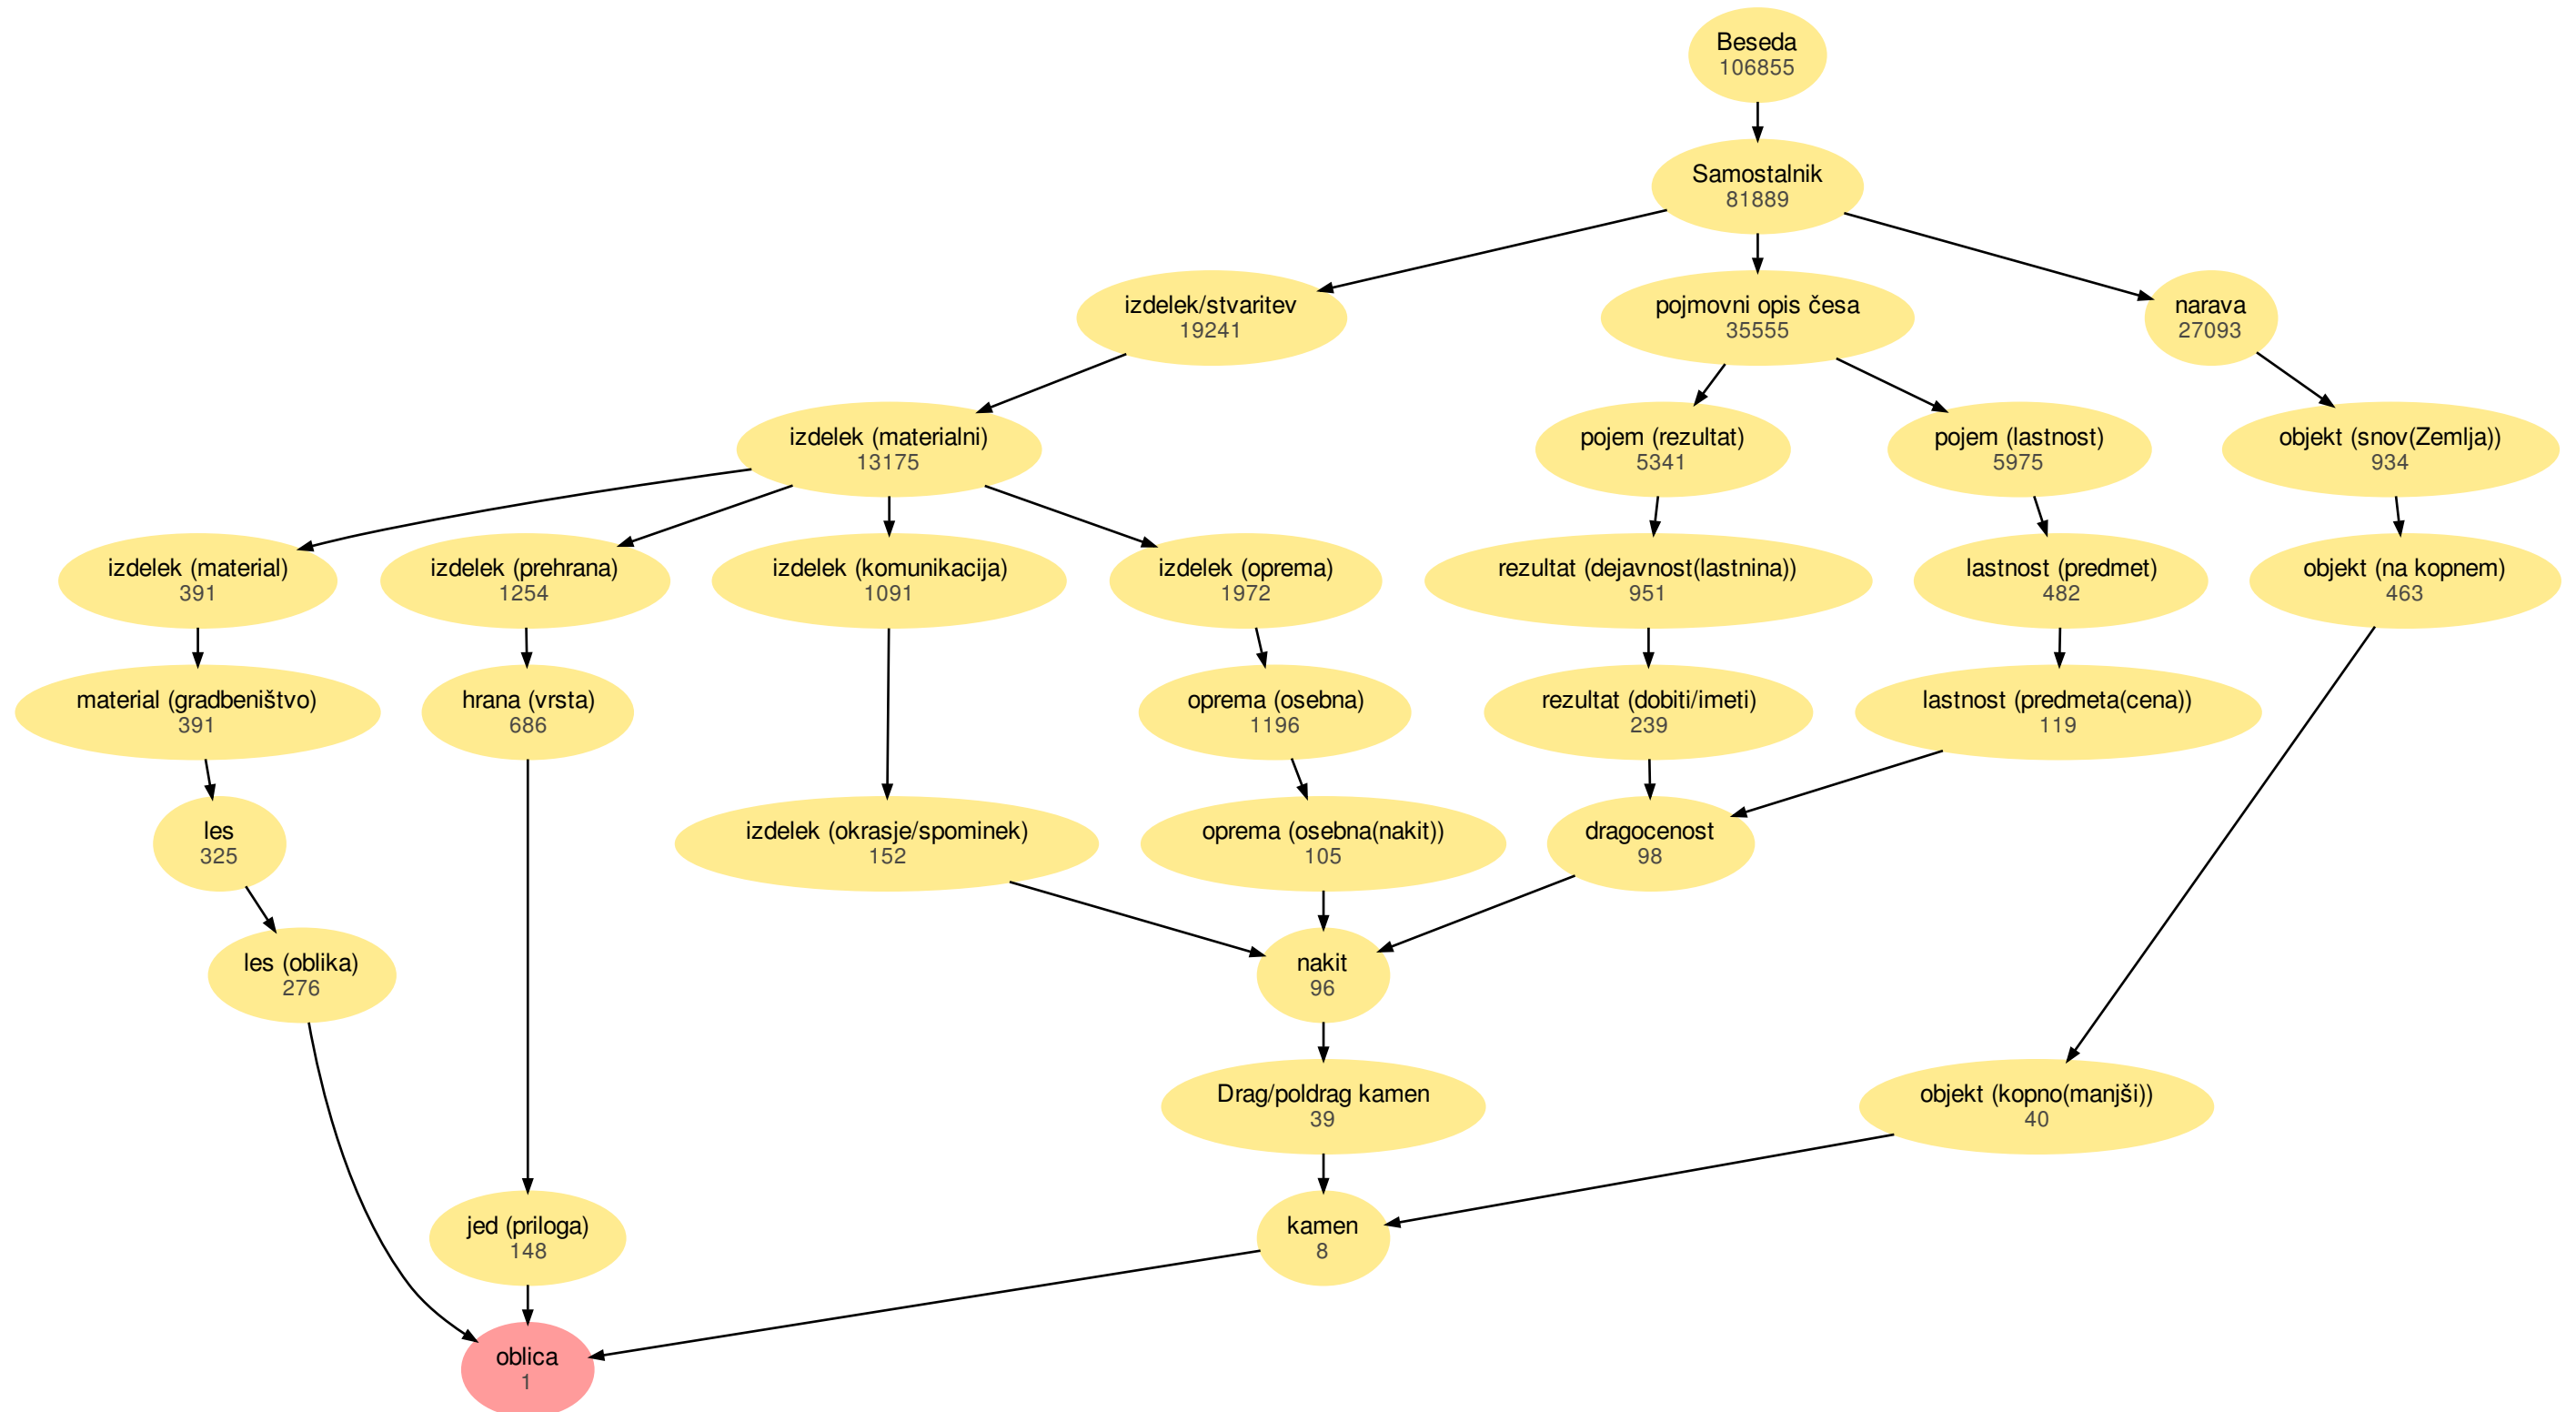 Beseda
106855
Samostalnik
81889
izdelek/stvaritev
19241
pojmovni opis česa
35555
narava
27093
izdelek (materialni)
13175
pojem (rezultat)
5341
pojem (lastnost)
5975
objekt (snov(Zemlja))
934
izdelek (material)
391
izdelek (prehrana)
1254
izdelek (komunikacija)
1091
izdelek (oprema)
1972
rezultat (dejavnost(lastnina))
951
lastnost (predmet)
482
objekt (na kopnem)
463
material (gradbeništvo)
391
hrana (vrsta)
686
oprema (osebna)
1196
rezultat (dobiti/imeti)
239
lastnost (predmeta(cena))
119
les
325
izdelek (okrasje/spominek)
152
oprema (osebna(nakit))
105
dragocenost
98
les (oblika)
276
nakit
96
Drag/poldrag kamen
39
objekt (kopno(manjši))
40
jed (priloga)
148
kamen
8
oblica
1